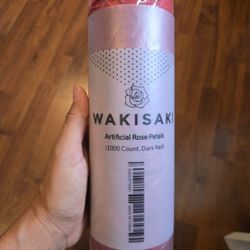 WAKISAKI
Artificial Rose Petals
(1000 Count, Dark Red)